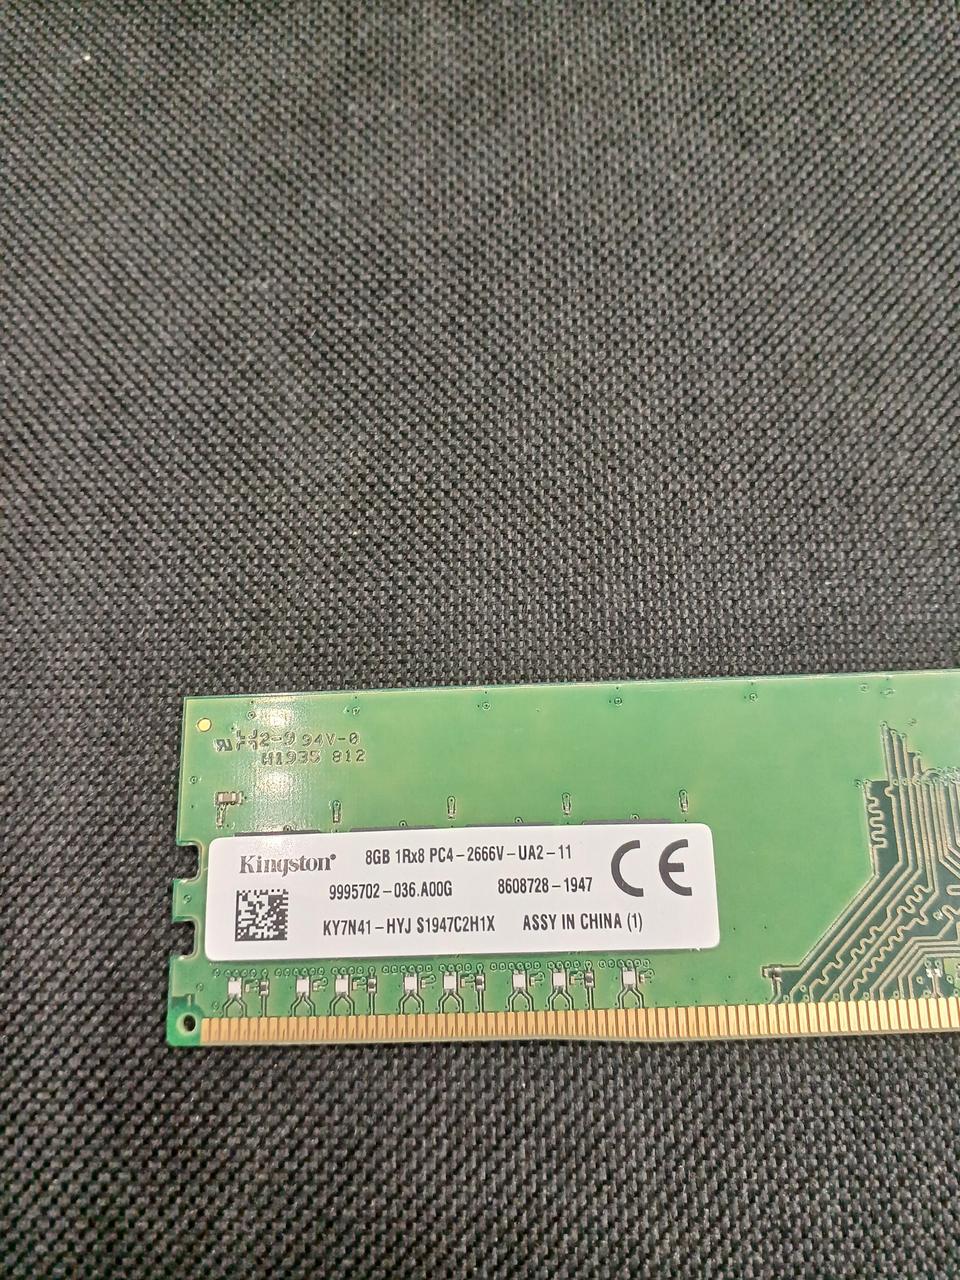 94V-0
H1935 812
Kingston
8GB 1Rx8 PC4-2666V-UA2-11
9995702-036.A00G 8608728-1947
KY7N41-HYJ S1947C2H1X ASSY IN CHINA (1)
CE